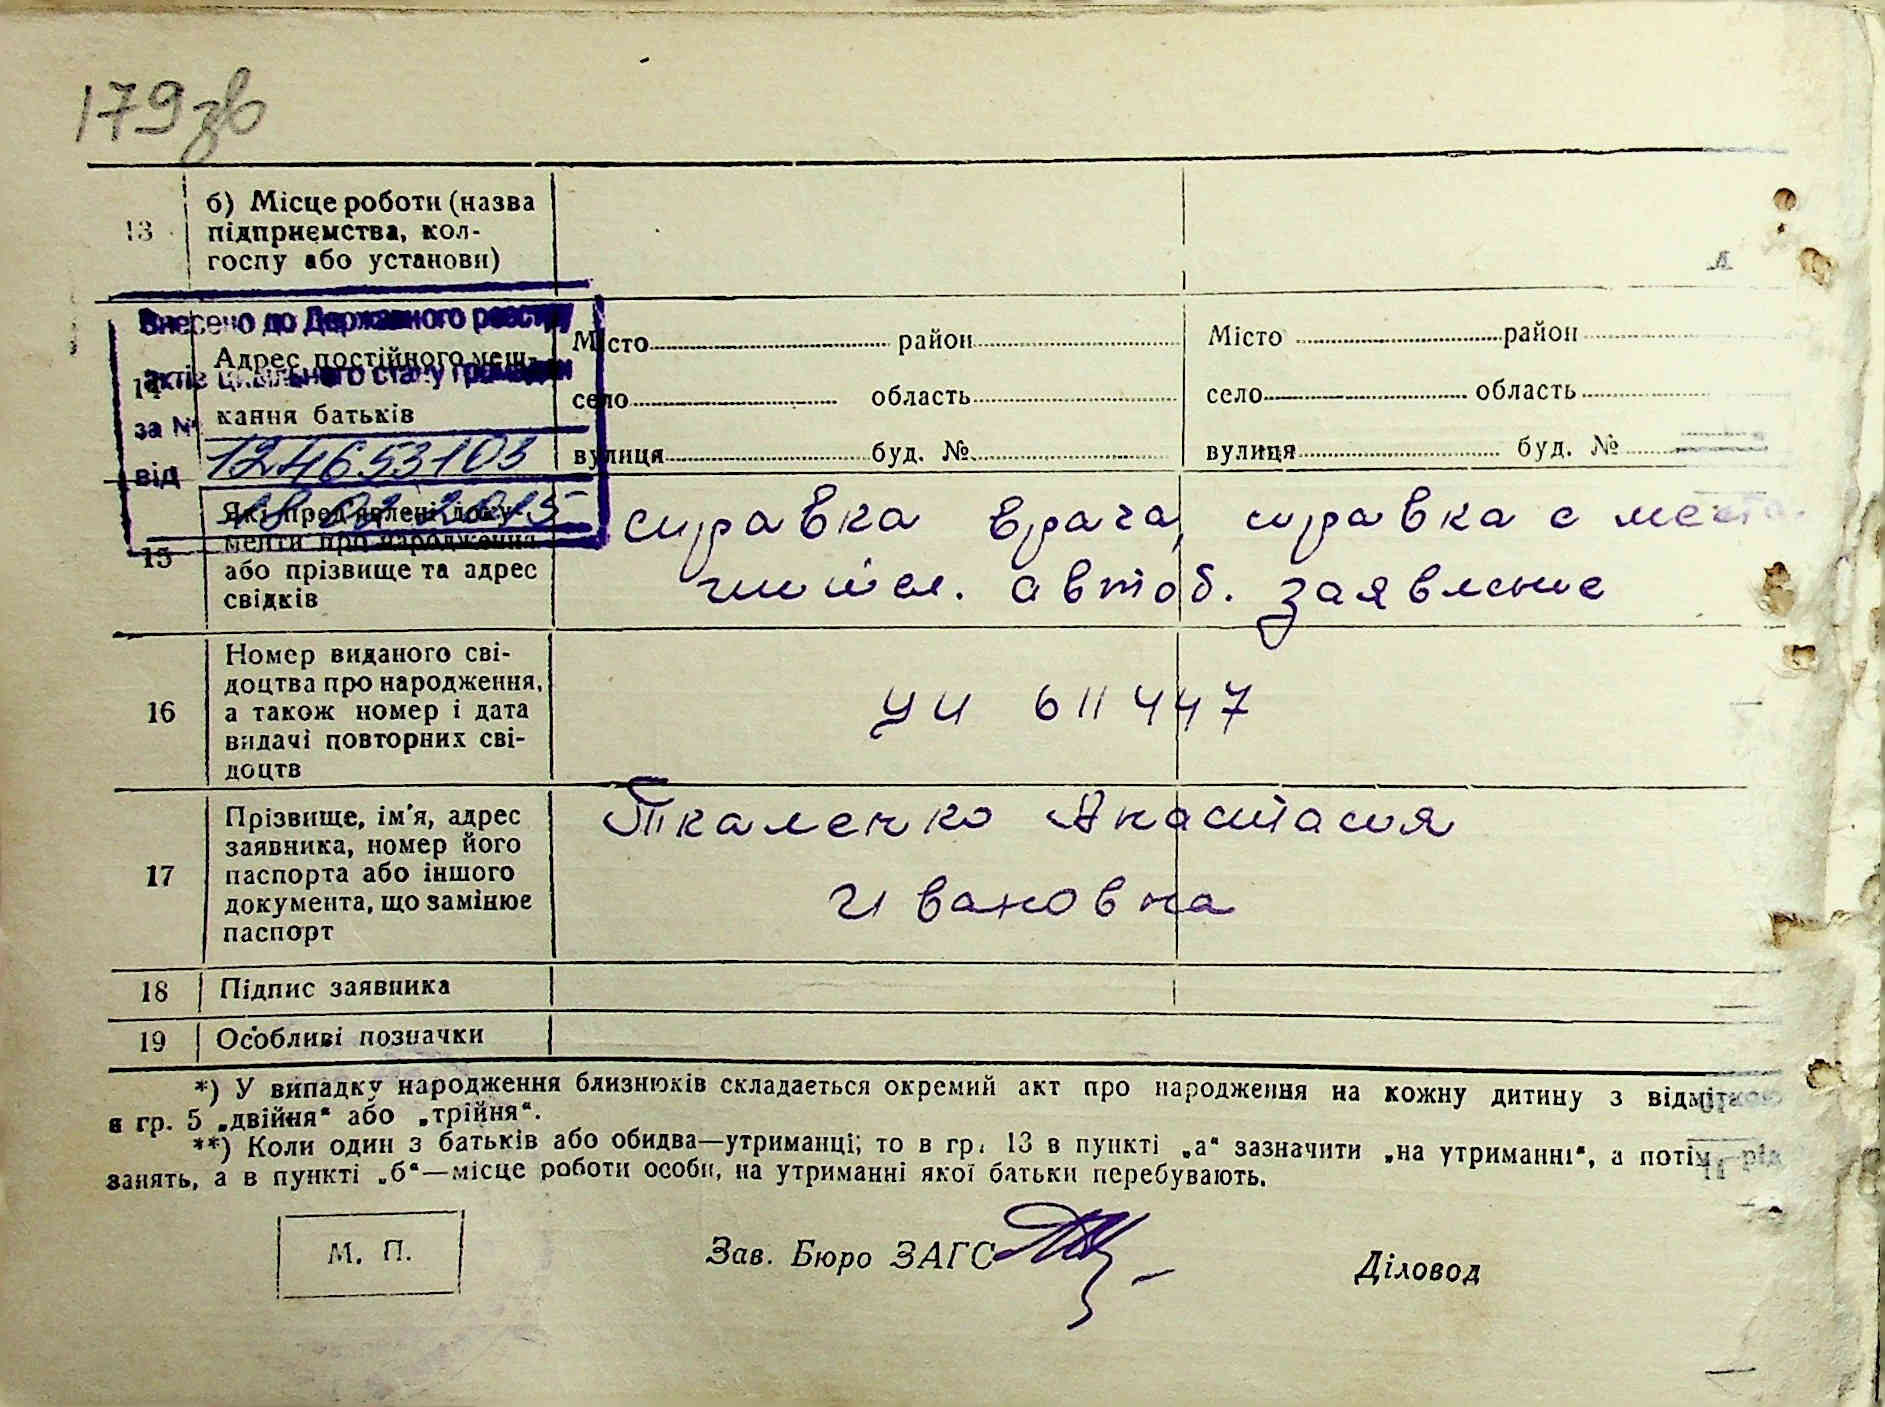 179зв
13
б) Місце роботи (назва
підприємства, кол-
госпу або установи)
Внесено до Державного реєстру
актів цивільного стану громадян
за №
124653103
від
18 02 2015
14
Адрес постійного меш-
кання батьків
Місто район
село область
вулиця буд. №
Місто район
село область
вулиця буд. №
15
Які пред'явлені доку-
менти про народження
або прізвище та адрес
свідків
справка врача, справка с места
жител. автоб. заявление
16
Номер виданого сві-
доцтва про народження,
а також номер і дата
видачі повторних сві-
доцтв
611447
17
Прізвище, ім'я, адрес
заявника, номер його
паспорта або іншого
документа, що замінює
паспорт
Ткаленко Анастасия
Ивановна
18
Підпис заявника
19
Особливі позначки
*) У випадку народження близнюків складається окремий акт про народження на кожну дитину з відміткою
в гр. 5 „двійня“ або „трійня“.
**) Коли один з батьків або обидва—утриманці; то в гр. 13 в пункті „а“ зазначити „на утриманні“, а потім рід
занять, а в пункті „б“—місце роботи особи, на утриманні якої батьки перебувають.
М. П.
Зав. Бюро ЗАГС
Діловод